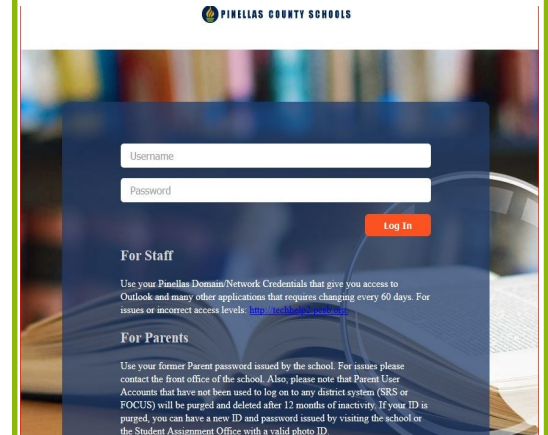 PINELLAS COUNTY SCHOOLS
Username
Password
Log In
For Staff
Use your Pinellas Domain/Network Credentials that give you access to
Outlook and many other applications that requires changing every 60 days. For
issues or incorrect access levels:
For Parents
Use your former Parent password issued by the school. For issues please
contact the front office of the school. Also, please note that Parent User
Accounts that have not been used to log on to any district system (SRS or
FOCUS) will be purged and deleted after 12 months of inactivity. If your ID is
purged, you can have a new ID and password issued by visiting the school or
the Student Assignment Office with a valid photo ID.